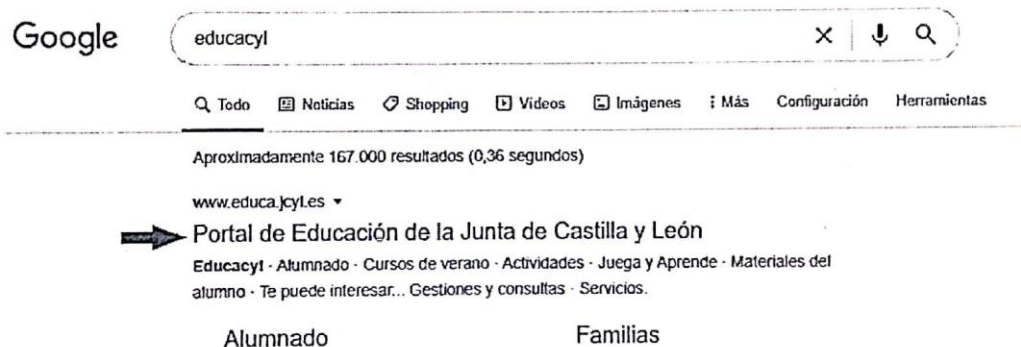 Google
educacyl
Todo Noticias Shopping Vídeos Imágenes Más Configuración Herramientas
Aproximadamente 167.000 resultados (0,36 segundos)
www.educa.jcyl.es
Portal de Educación de la Junta de Castilla y León
Educacyl · Alumnado · Cursos de verano · Actividades · Juega y Aprende · Materiales del
alumno · Te puede interesar... Gestiones y consultas · Servicios.
Alumnado Familias